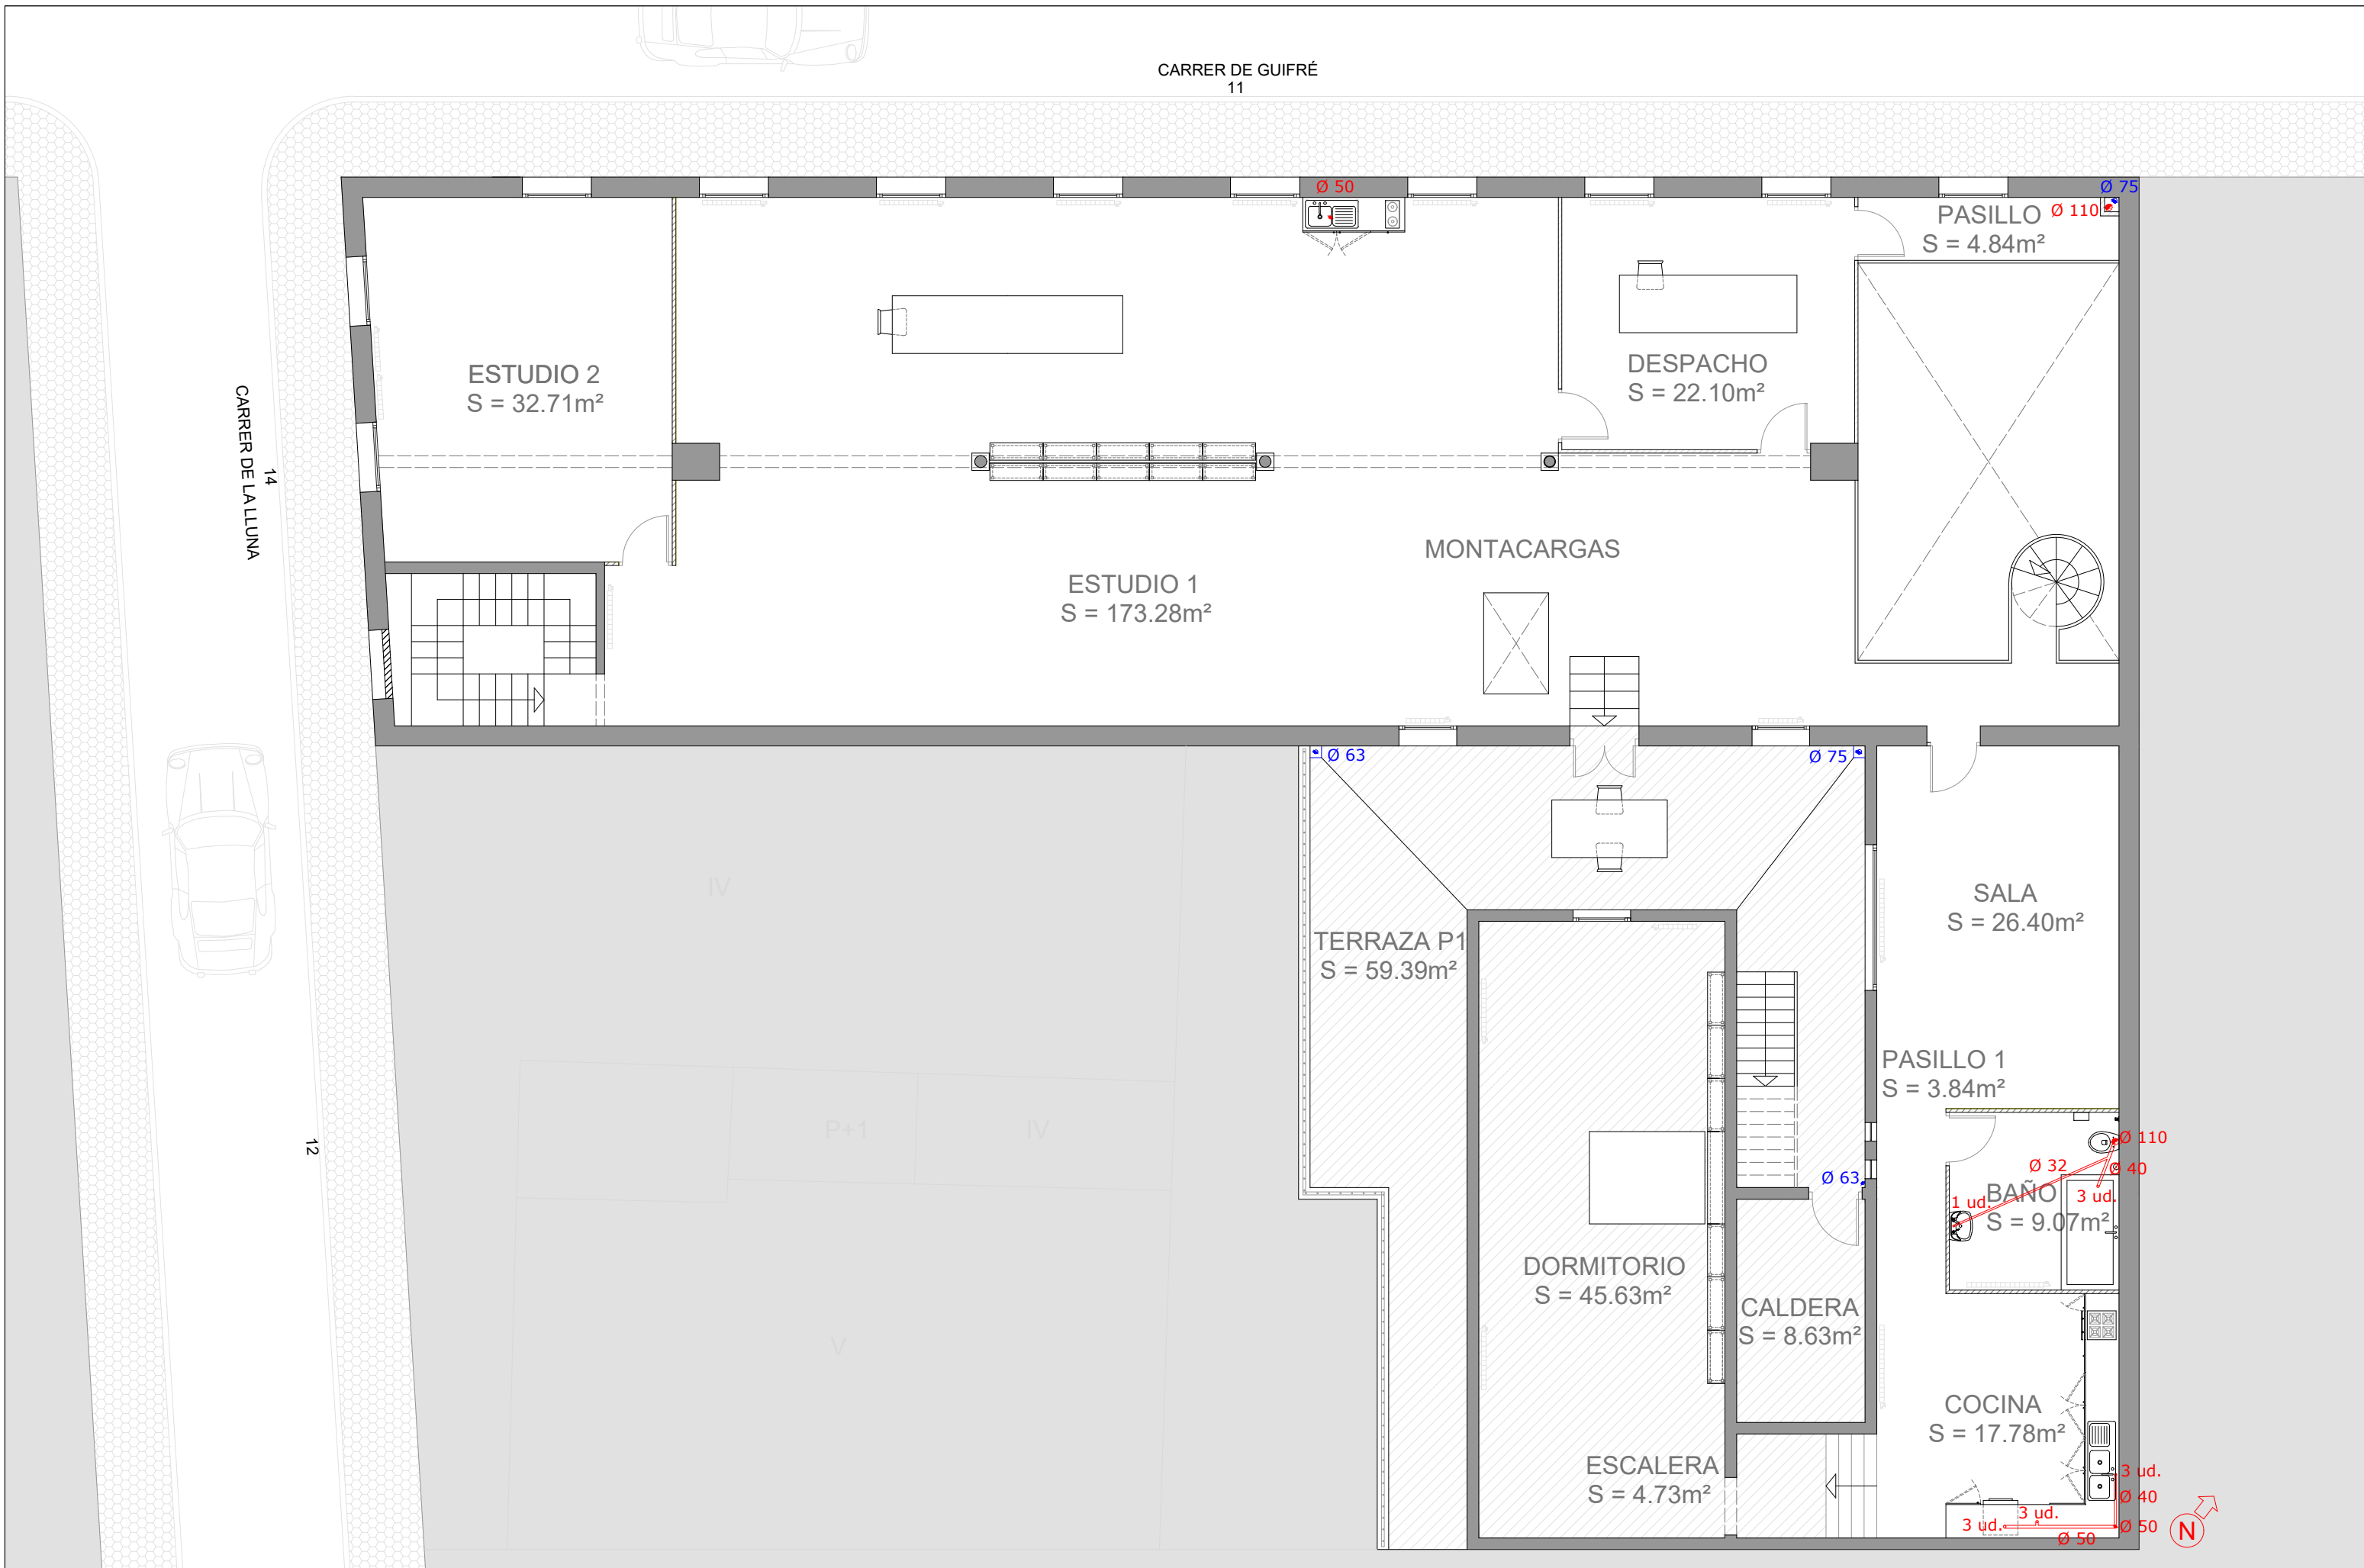 CARRER DE GUIFRÉ
11
Ø 50
Ø 75
PASILLO
S = 4.84m²
Ø 110
ESTUDIO 2
S = 32.71m²
DESPACHO
S = 22.10m²
14
CARRER DE LA LLUNA
MONTACARGAS
ESTUDIO 1
S = 173.28m²
Ø 63
Ø 75
IV
SALA
S = 26.40m²
TERRAZA P1
S = 59.39m²
PASILLO 1
S = 3.84m²
P+1
IV
12
Ø 110
Ø 32
Ø 40
Ø 63
BAÑO
S = 9.07m²
1 ud.
3 ud.
DORMITORIO
S = 45.63m²
CALDERA
S = 8.63m²
V
COCINA
S = 17.78m²
ESCALERA
S = 4.73m²
3 ud.
Ø 40
3 ud.
3 ud.
Ø 50
Ø 50
N